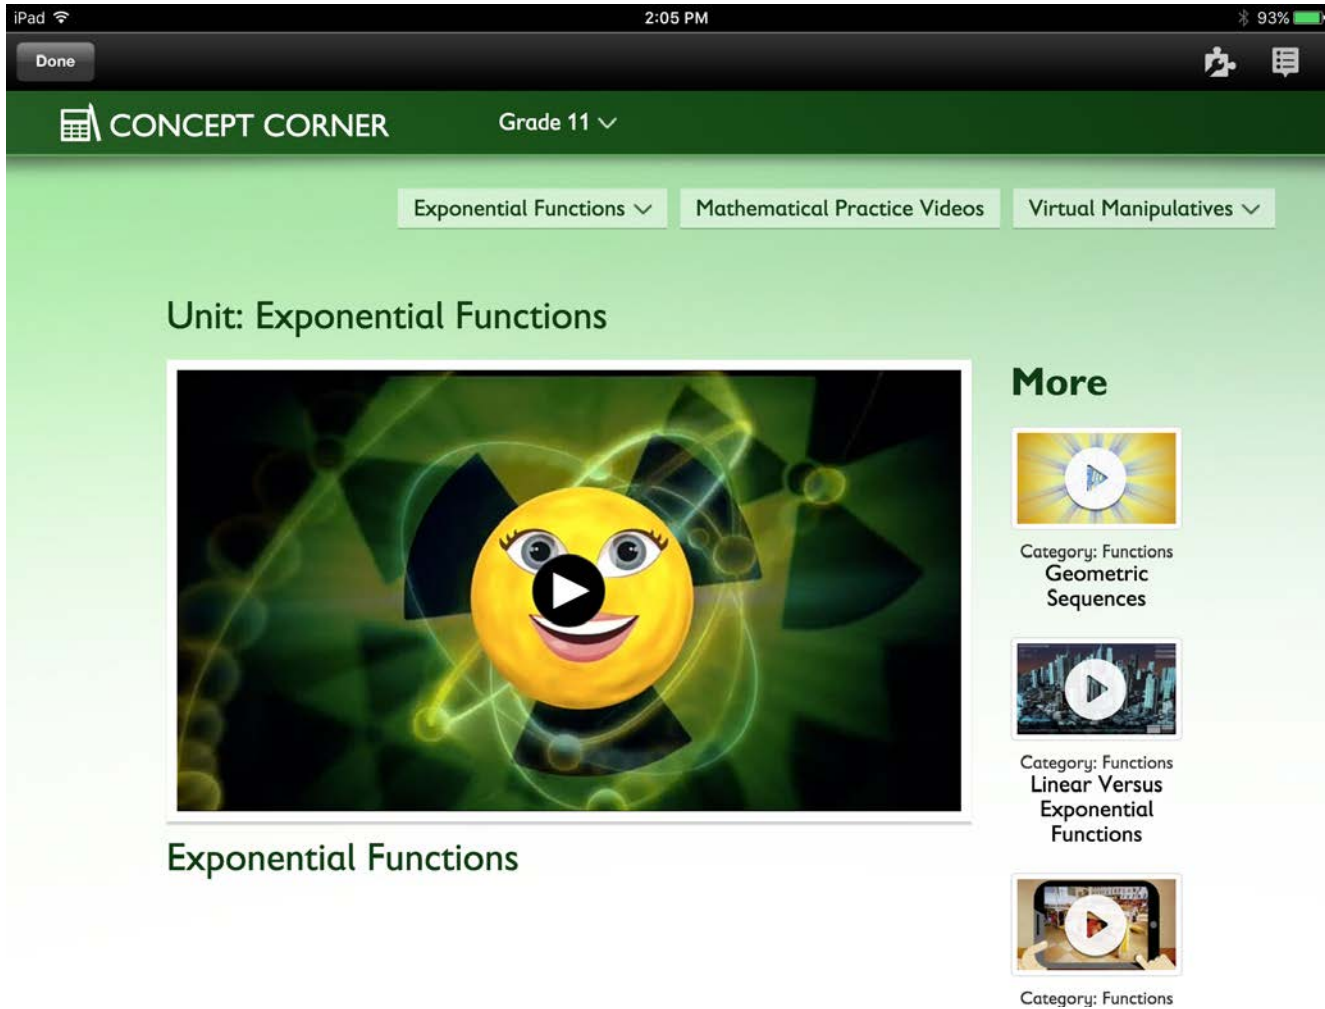 iPad
2:05 PM
93%
Done
CONCEPT CORNER
Grade 11
Exponential Functions
Mathematical Practice Videos
Virtual Manipulatives
Unit: Exponential Functions
More
Category: Functions
Geometric
Sequences
Category: Functions
Linear Versus
Exponential
Functions
Category: Functions
Exponential Functions